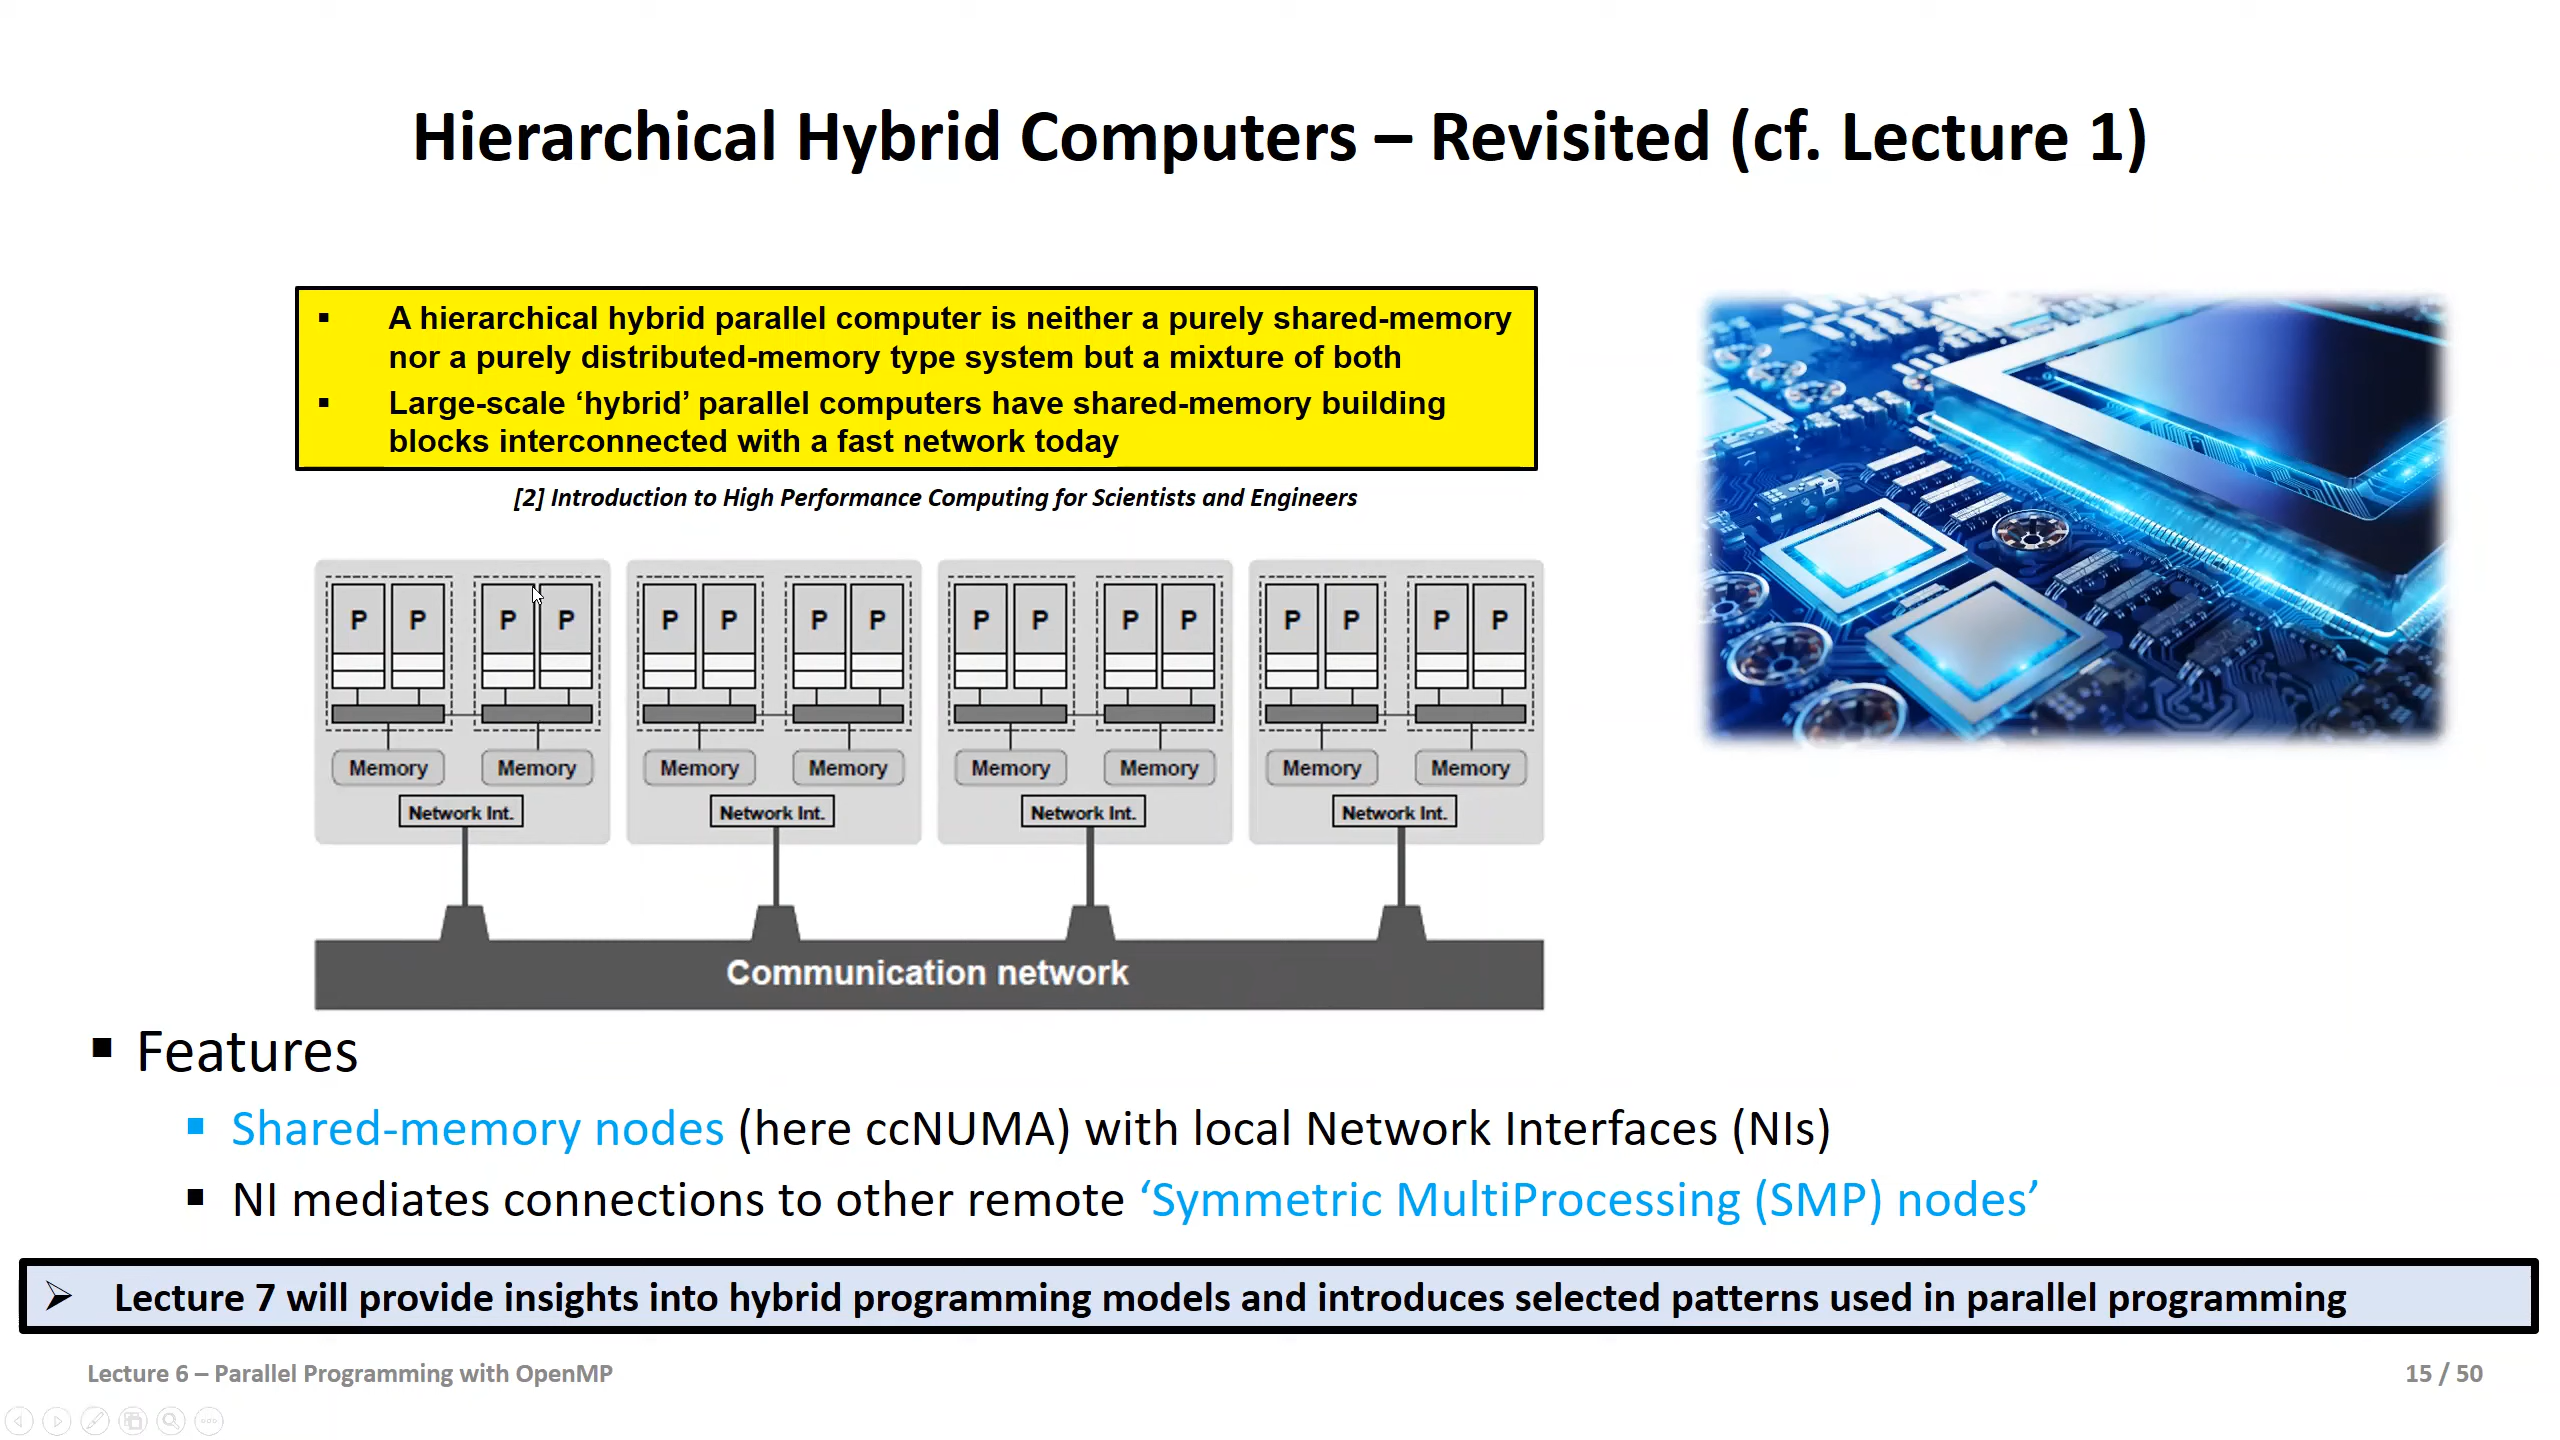 Hierarchical Hybrid Computers – Revisited (cf. Lecture 1)
▪ A hierarchical hybrid parallel computer is neither a purely shared-memory
nor a purely distributed-memory type system but a mixture of both
▪ Large-scale ‘hybrid’ parallel computers have shared-memory building
blocks interconnected with a fast network today
[2] Introduction to High Performance Computing for Scientists and Engineers
P P P P P P P P P P P P P P P P
Memory Memory Memory Memory Memory Memory Memory Memory
Network Int. Network Int. Network Int. Network Int.
Communication network
▪ Features
▪ Shared-memory nodes (here ccNUMA) with local Network Interfaces (NIs)
▪ NI mediates connections to other remote ‘Symmetric MultiProcessing (SMP) nodes’
➢ Lecture 7 will provide insights into hybrid programming models and introduces selected patterns used in parallel programming
Lecture 6 – Parallel Programming with OpenMP
15 / 50